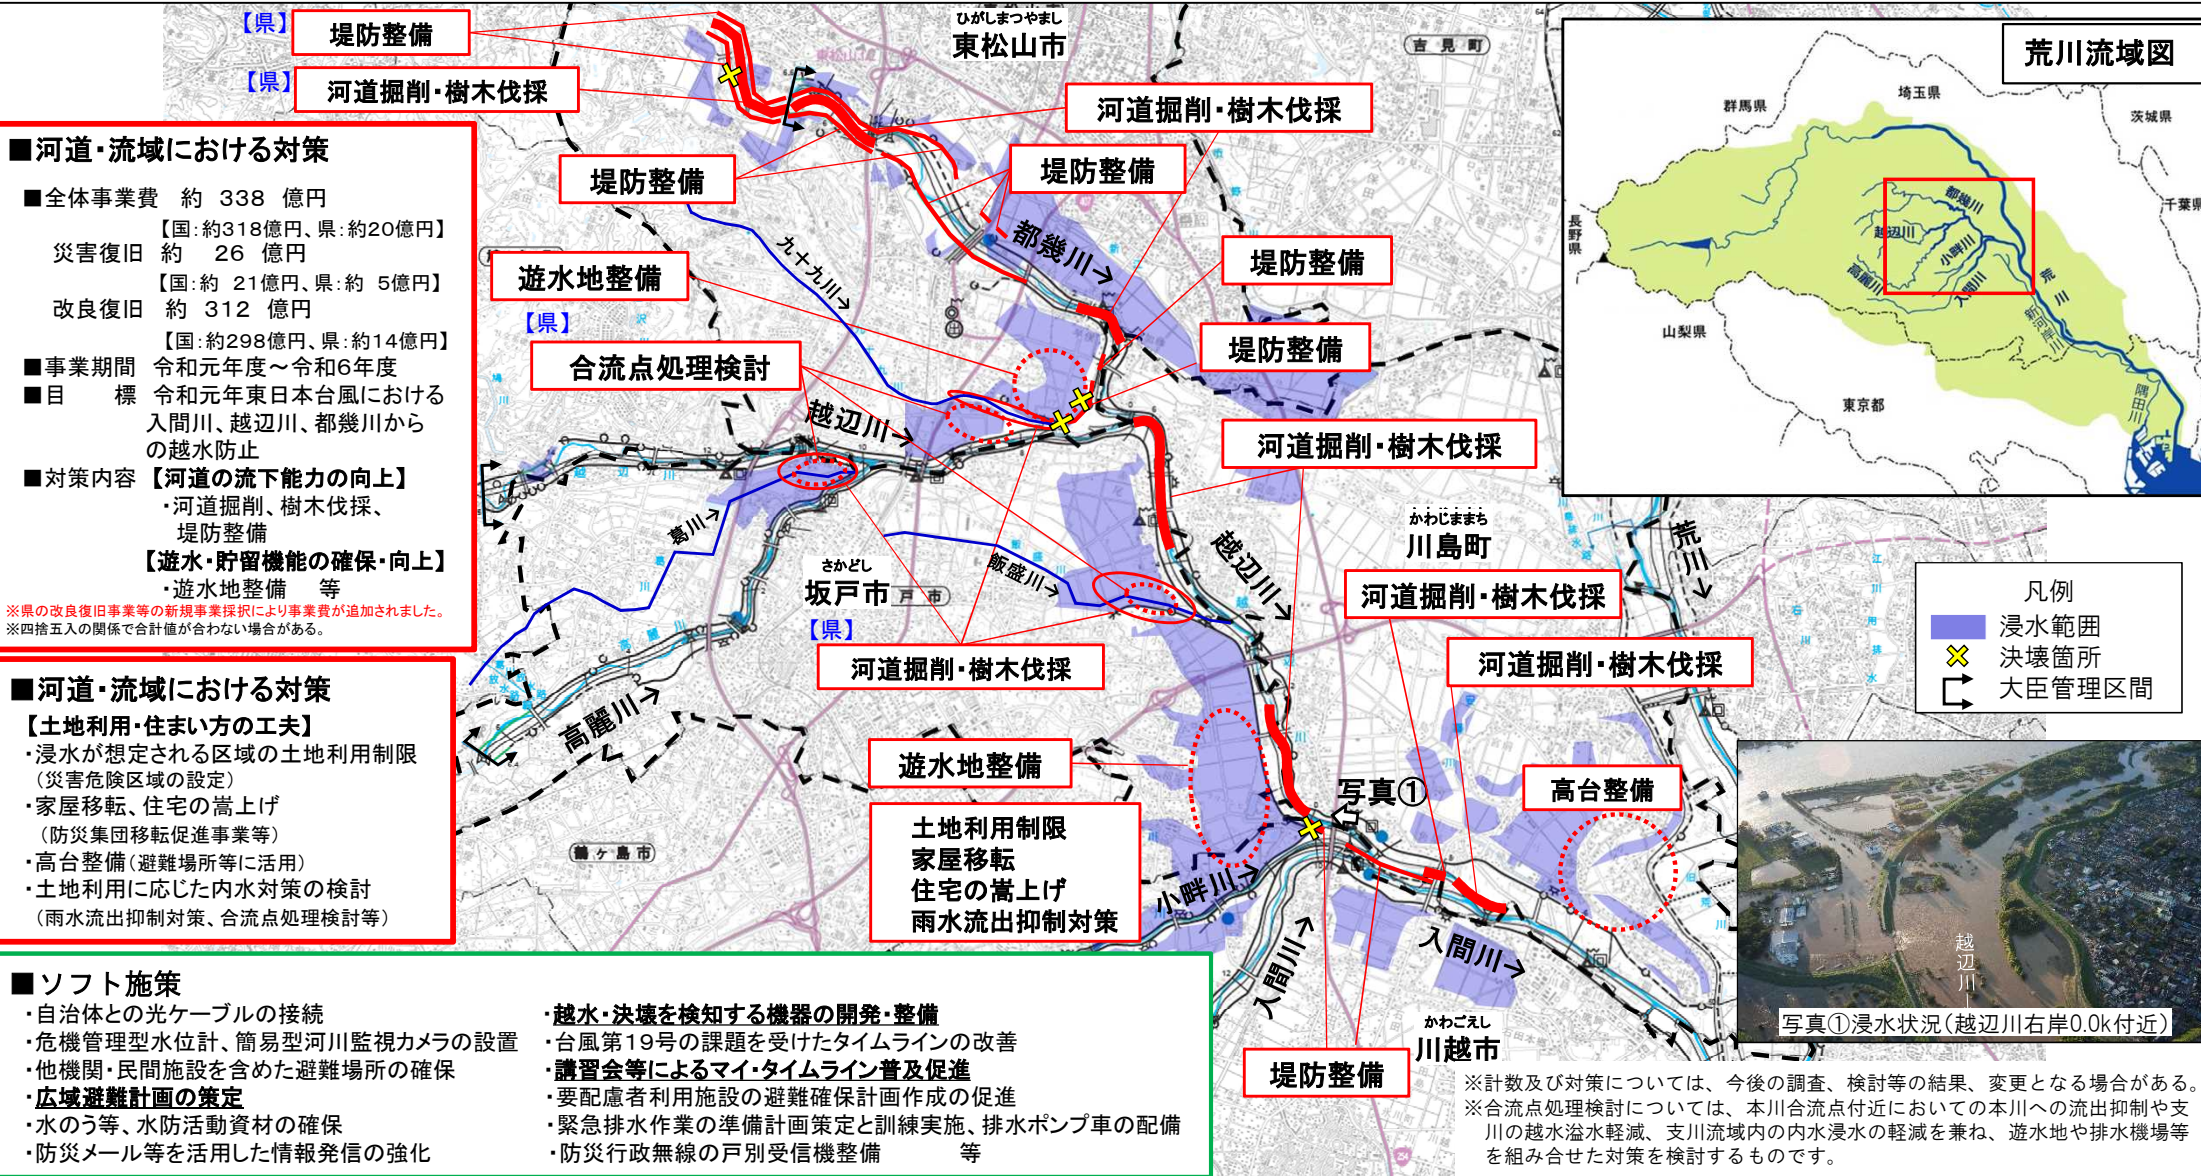 【県】
堤防整備
【県】
河道掘削・樹木伐採
ひがしまつやまし
東松山市
吉見町
河道掘削・樹木伐採
堤防整備
堤防整備
都幾川→
九十九川→
遊水地整備
【県】
合流点処理検討
堤防整備
堤防整備
越辺川→
河道掘削・樹木伐採
葛川→
さかどし
坂戸市
戸市
【県】
飯盛川→
越辺川→
かわじままち
川島町
荒川→
河道掘削・樹木伐採
河道掘削・樹木伐採
河道掘削・樹木伐採
高麗川→
鶴ヶ島市
遊水地整備
土地利用制限
家屋移転
住宅の嵩上げ
雨水流出抑制対策
写真①
高台整備
小畔川→
入間川→
入間川→
かわごえし
川越市
堤防整備
■河道・流域における対策
■全体事業費 約 338 億円
【国:約318億円、県:約20億円】
災害復旧 約 26 億円
【国:約 21億円、県:約 5億円】
改良復旧 約 312 億円
【国:約298億円、県:約14億円】
■事業期間 令和元年度～令和6年度
■目 標 令和元年東日本台風における
入間川、越辺川、都幾川から
の越水防止
■対策内容 【河道の流下能力の向上】
・河道掘削、樹木伐採、
堤防整備
【遊水・貯留機能の確保・向上】
・遊水地整備 等
※県の改良復旧事業等の新規事業採択により事業費が追加されました。
※四捨五入の関係で合計値が合わない場合がある。
■河道・流域における対策
【土地利用・住まい方の工夫】
・浸水が想定される区域の土地利用制限
（災害危険区域の設定）
・家屋移転、住宅の嵩上げ
（防災集団移転促進事業等）
・高台整備（避難場所等に活用）
・土地利用に応じた内水対策の検討
（雨水流出抑制対策、合流点処理検討等）
■ソフト施策
・自治体との光ケーブルの接続
・危機管理型水位計、簡易型河川監視カメラの設置
・他機関・民間施設を含めた避難場所の確保
・広域避難計画の策定
・水のう等、水防活動資材の確保
・防災メール等を活用した情報発信の強化
・越水・決壊を検知する機器の開発・整備
・台風第19号の課題を受けたタイムラインの改善
・講習会等によるマイ・タイムライン普及促進
・要配慮者利用施設の避難確保計画作成の促進
・緊急排水作業の準備計画策定と訓練実施、排水ポンプ車の配備
・防災行政無線の戸別受信機整備 等
荒川流域図
群馬県
埼玉県
茨城県
千葉県
長野県
山梨県
東京都
都幾川
越辺川
小畔川
高麗川
入間川
荒川
新河岸川
隅田川
凡例
浸水範囲
決壊箇所
大臣管理区間
越辺川
写真①浸水状況(越辺川右岸0.0k付近)
※計数及び対策については、今後の調査、検討等の結果、変更となる場合がある。
※合流点処理検討については、本川合流点付近においての本川への流出抑制や支
川の越水溢水軽減、支川流域内の内水浸水の軽減を兼ね、遊水地や排水機場等
を組み合せた対策を検討するものです。